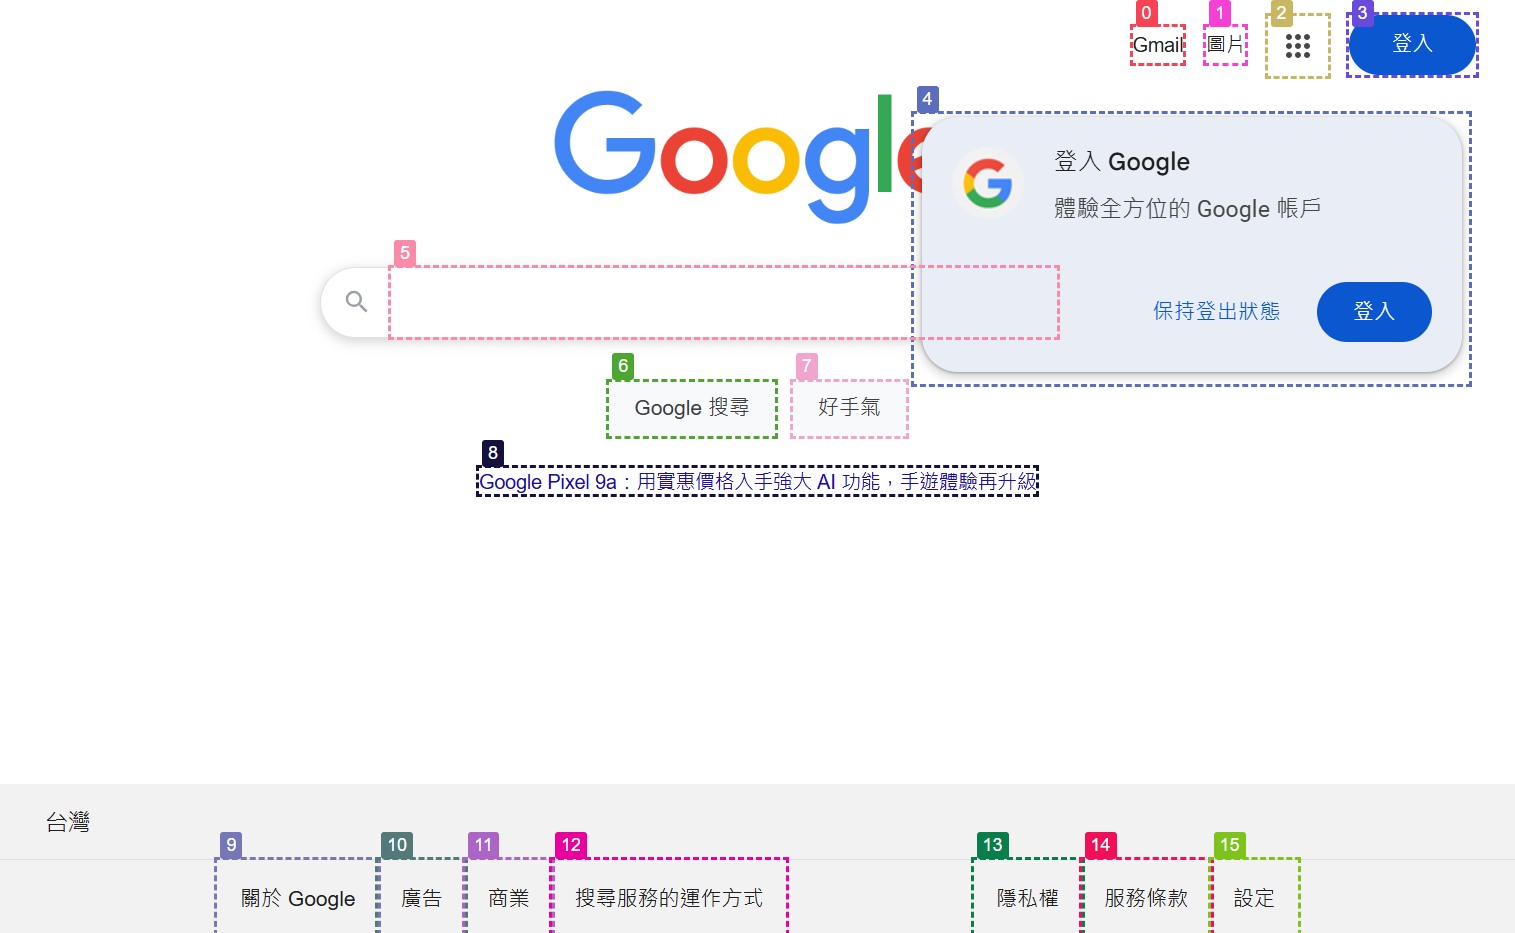 0
1
2
3
Gmail
圖片
登入
4
Google
登入 Google
體驗全方位的 Google 帳戶
5
保持登出狀態
登入
6
7
Google 搜尋
好手氣
8
Google Pixel 9a：用實惠價格入手強大 AI 功能，手遊體驗再升級
台灣
9
10
11
12
13
14
15
關於 Google
廣告
商業
搜尋服務的運作方式
隱私權
服務條款
設定